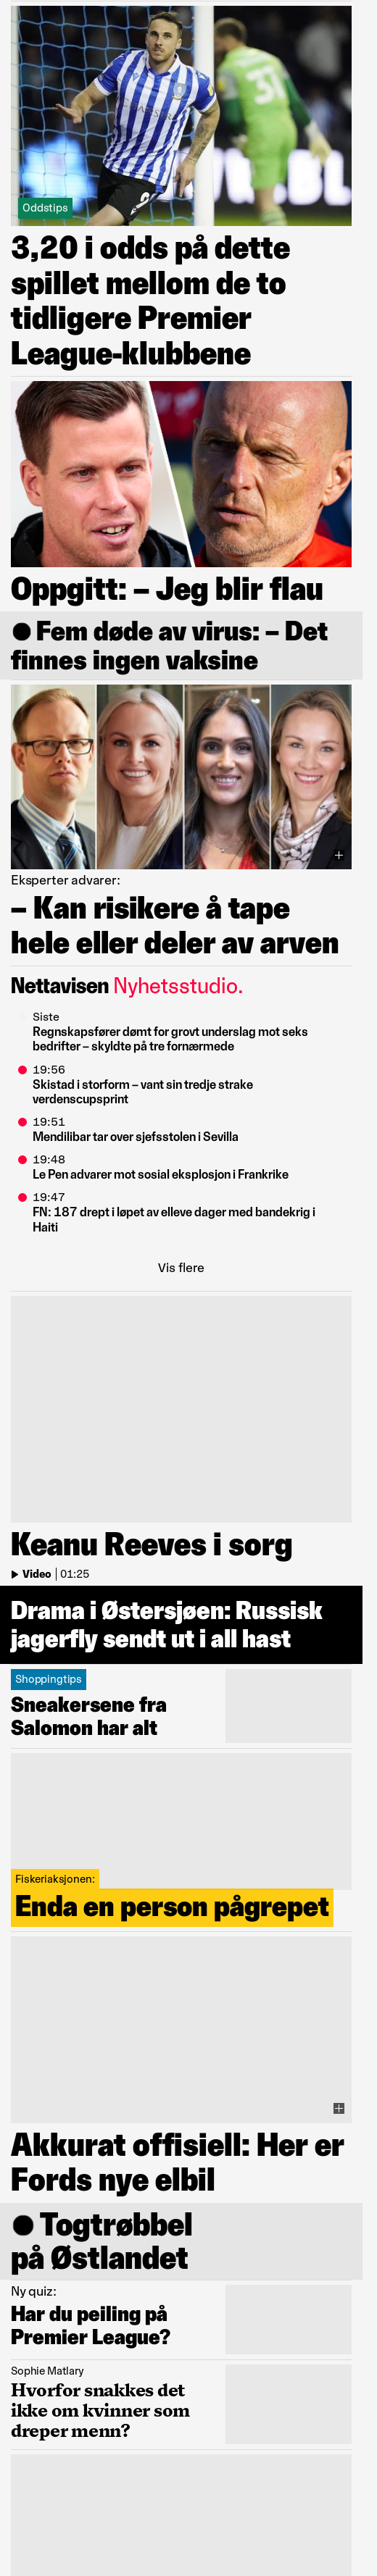 Oddstips
3,20 i odds på dette
spillet mellom de to
tidligere Premier
League-klubbene
Oppgitt: – Jeg blir flau
Fem døde av virus: – Det
finnes ingen vaksine
Eksperter advarer:
– Kan risikere å tape
hele eller deler av arven
Nettavisen Nyhetsstudio.
Siste
Regnskapsfører dømt for grovt underslag mot seks
bedrifter – skyldte på tre fornærmede
19:56
Skistad i storform – vant sin tredje strake
verdenscupsprint
19:51
Mendilibar tar over sjefsstolen i Sevilla
19:48
Le Pen advarer mot sosial eksplosjon i Frankrike
19:47
FN: 187 drept i løpet av elleve dager med bandekrig i
Haiti
Vis flere
Keanu Reeves i sorg
Video 01:25
Drama i Østersjøen: Russisk
jagerfly sendt ut i all hast
Shoppingtips
Sneakersene fra
Salomon har alt
Fiskeriaksjonen:
Enda en person pågrepet
Akkurat offisiell: Her er
Fords nye elbil
Togtrøbbel
på Østlandet
Ny quiz:
Har du peiling på
Premier League?
Sophie Matlary
Hvorfor snakkes det
ikke om kvinner som
dreper menn?